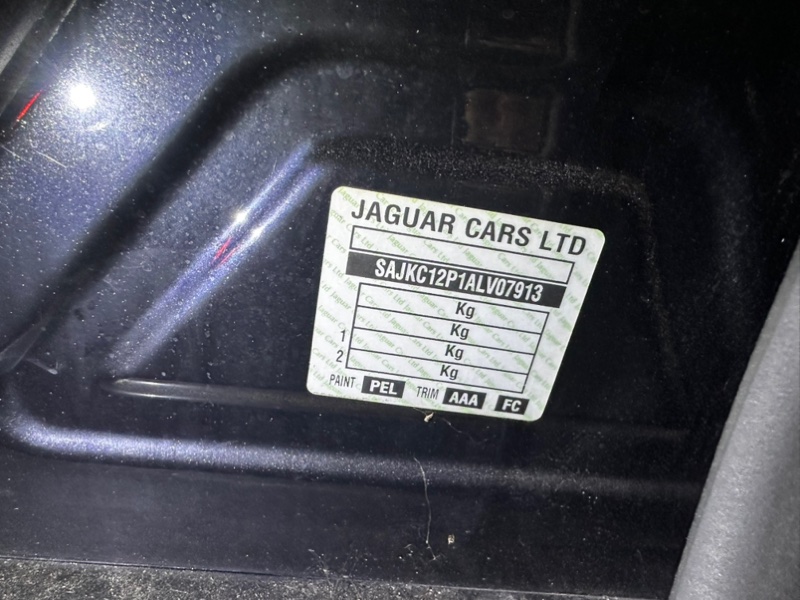 JAGUAR CARS LTD
SAJKC12P1ALV07913
Kg
1 Kg
2 Kg
Kg
PAINT PEL TRIM AAA FC